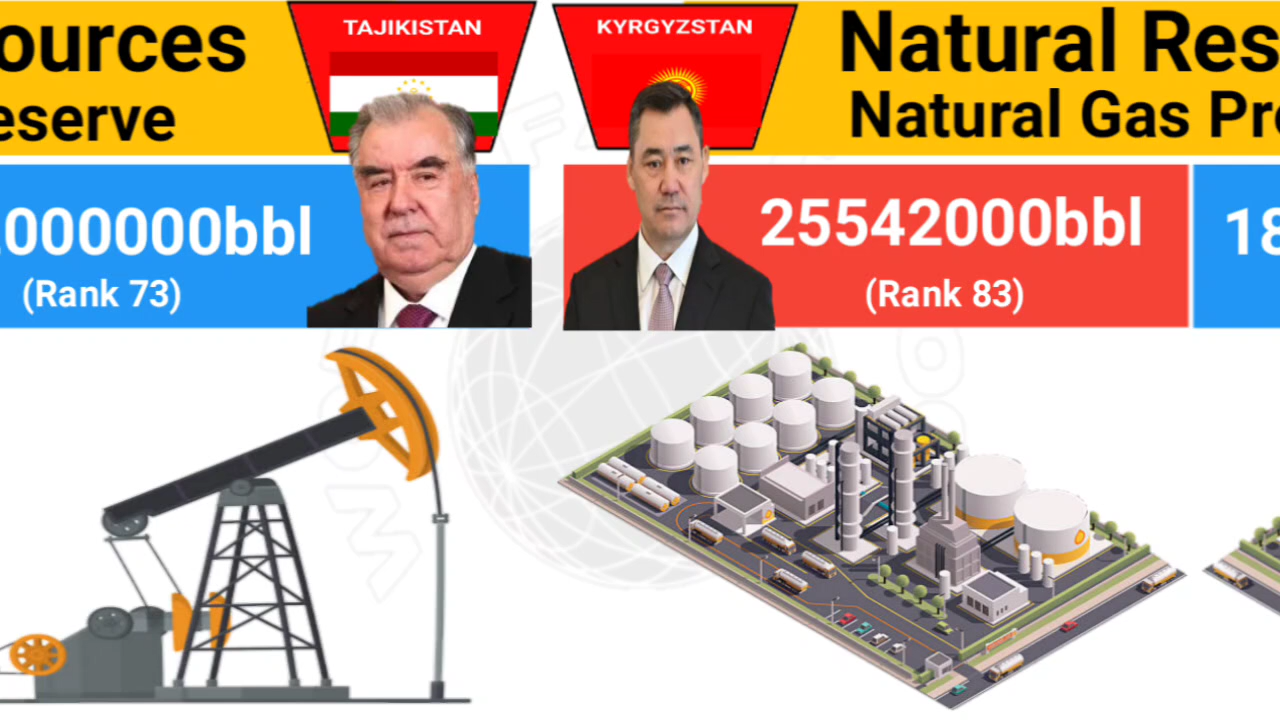 ources
eserve
TAJIKISTAN
000000bbl
(Rank 73)
KYRGYZSTAN
Natural Res
Natural Gas Pr
25542000bbl
(Rank 83)
18